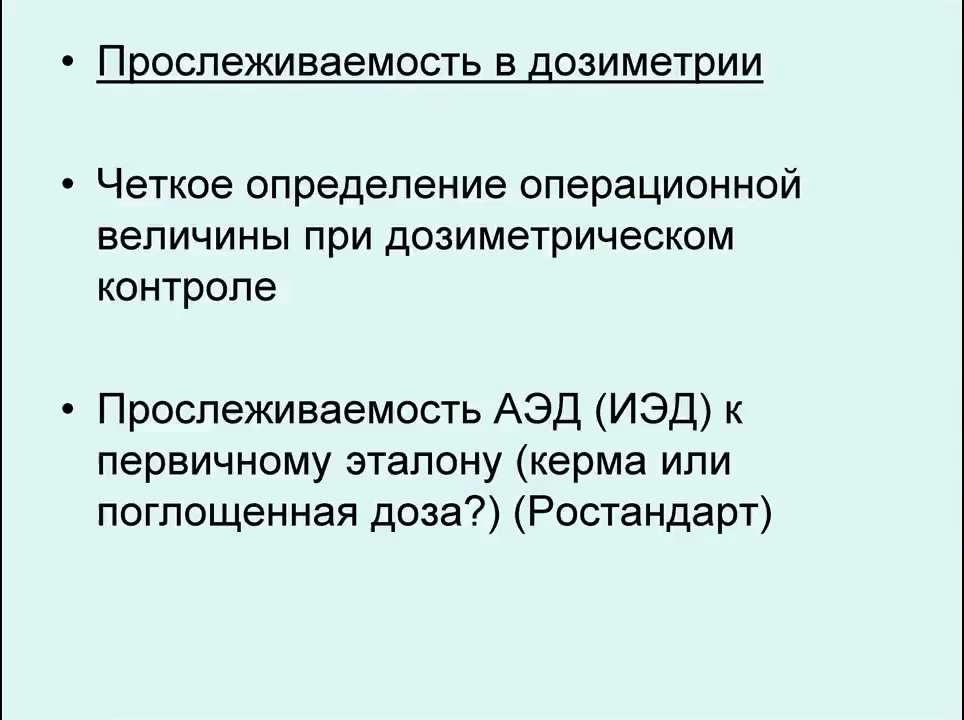 • Прослеживаемость в дозиметрии
• Четкое определение операционной
величины при дозиметрическом
контроле
• Прослеживаемость АЭД (ИЭД) к
первичному эталону (керма или
поглощенная доза?) (Ростандарт)